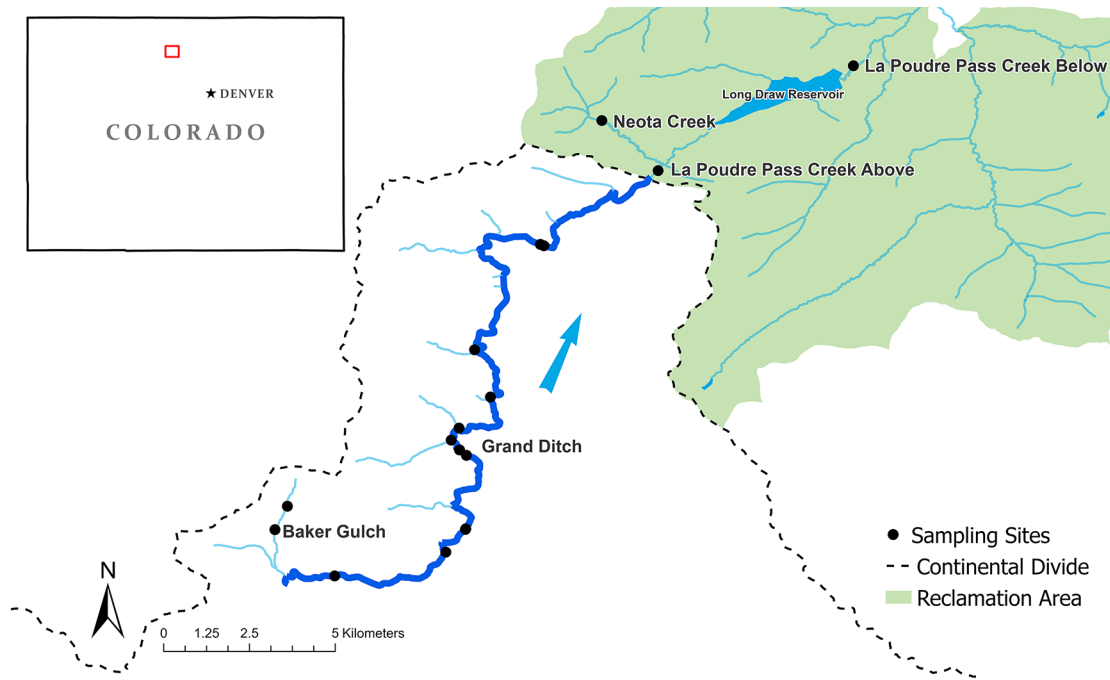 ★ DENVER
COLORADO
La Poudre Pass Creek Below
Long Draw Reservoir
Neota Creek
La Poudre Pass Creek Above
Grand Ditch
Baker Gulch
Sampling Sites
Continental Divide
Reclamation Area
N
0 1.25 2.5 5 Kilometers